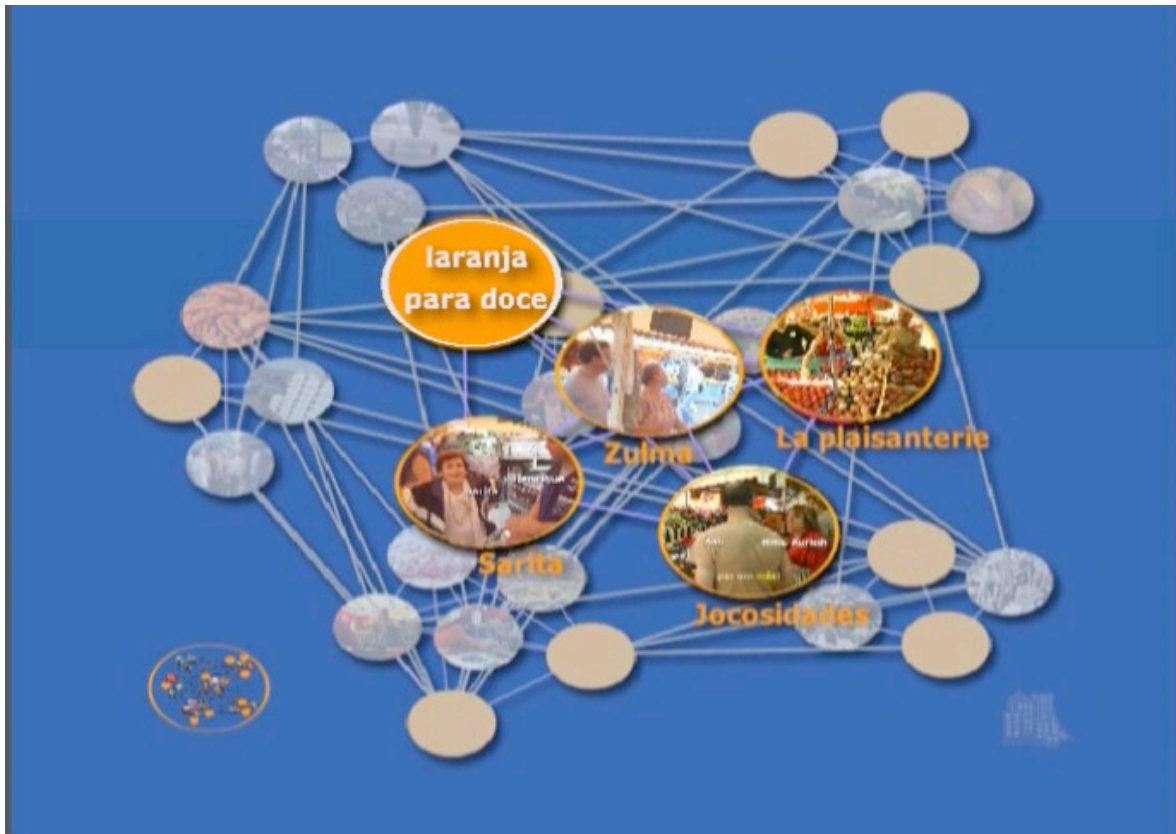 laranja
para doce
Zulma
La plaisanterie
Sarita
Jocosidades